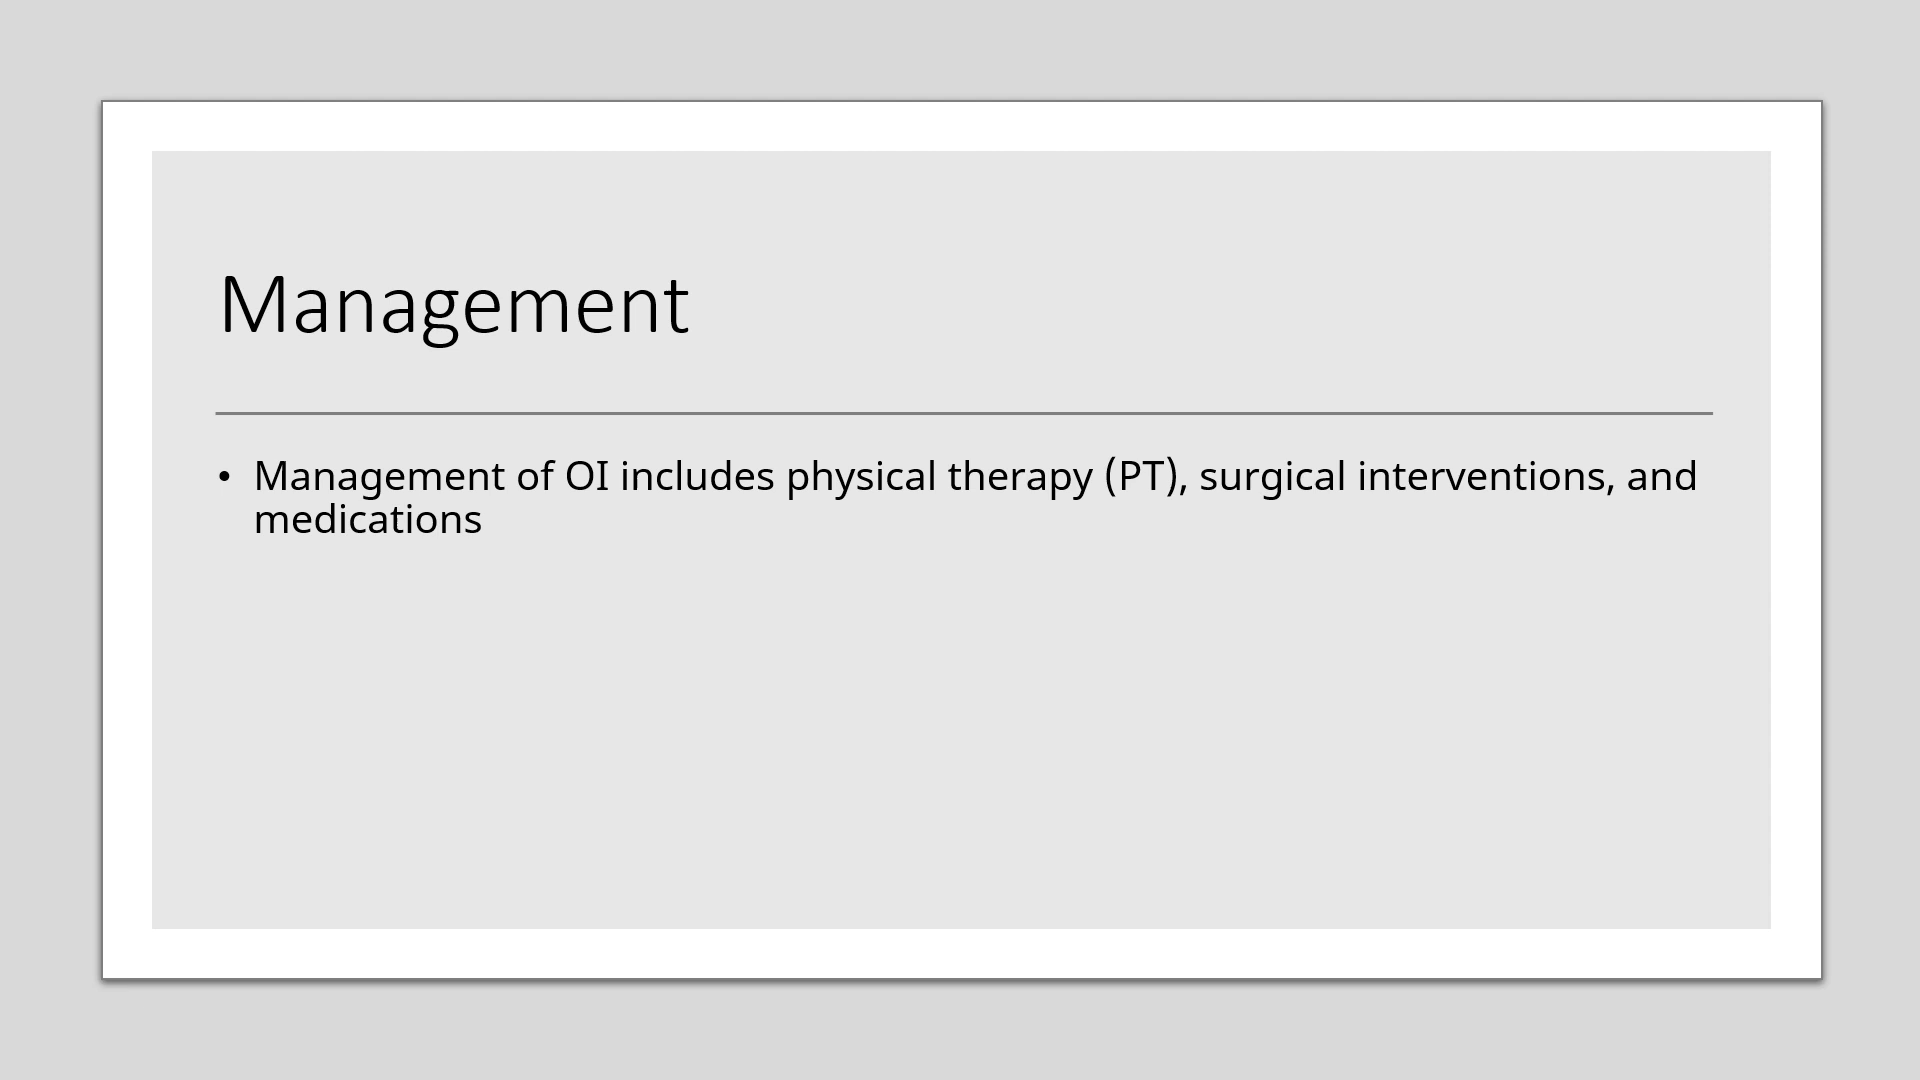 Management
• Management of OI includes physical therapy (PT), surgical interventions, and
medications